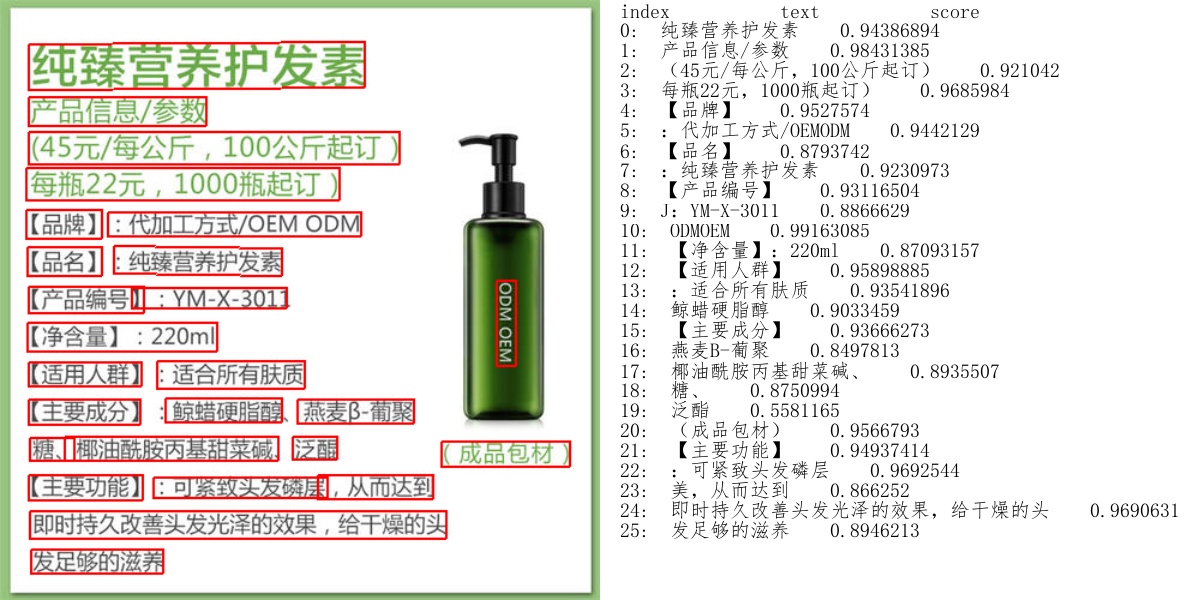 纯臻营养护发素
产品信息/参数
(45元/每公斤，100公斤起订）
每瓶22元，1000瓶起订）
【品牌】：代加工方式/OEM ODM
【品名】：纯臻营养护发素
【产品编号】：YM-X-3011
【净含量】：220ml
【适用人群】：适合所有肤质
【主要成分】：鲸蜡硬脂醇、燕麦β-葡聚
糖、椰油酰胺丙基甜菜碱、泛醌
【主要功能】：可紧致头发磷层，从而达到
即时持久改善头发光泽的效果，给干燥的头
发足够的滋养
ODM OEM
（成品包材）
index text score
0: 纯臻营养护发素 0.94386894
1: 产品信息/参数 0.98431385
2: （45元/每公斤，100公斤起订） 0.921042
3: 每瓶22元，1000瓶起订） 0.9685984
4: 【品牌】 0.9527574
5: ：代加工方式/OEMODM 0.9442129
6: 【品名】 0.8793742
7: ：纯臻营养护发素 0.9230973
8: 【产品编号】 0.93116504
9: J：YM-X-3011 0.8866629
10: ODMOEM 0.99163085
11: 【净含量】：220ml 0.87093157
12: 【适用人群】 0.95898885
13: ：适合所有肤质 0.93541896
14: 鲸蜡硬脂醇 0.9033459
15: 【主要成分】 0.93666273
16: 燕麦B-葡聚 0.8497813
17: 椰油酰胺丙基甜菜碱、 0.8935507
18: 糖、 0.8750994
19: 泛酯 0.5581165
20: （成品包材） 0.9566793
21: 【主要功能】 0.94937414
22: ：可紧致头发磷层 0.9692544
23: 美，从而达到 0.866252
24: 即时持久改善头发光泽的效果，给干燥的头 0.9690631
25: 发足够的滋养 0.8946213